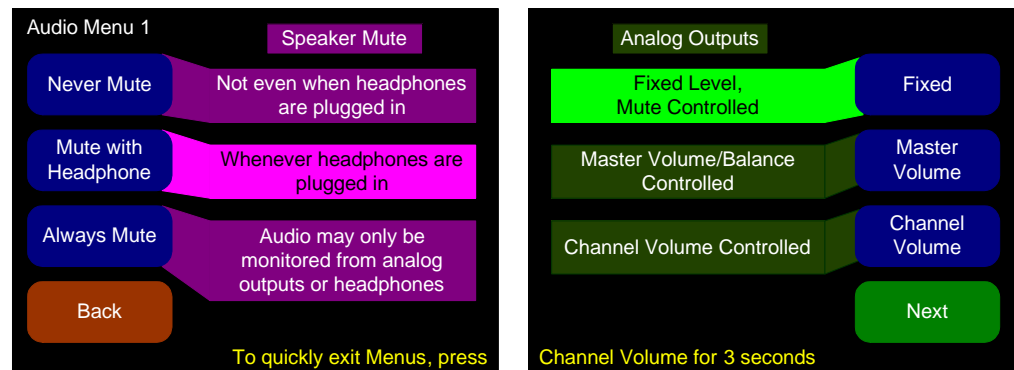 Audio Menu 1
Speaker Mute
Never Mute
Not even when headphones
are plugged in
Mute with
Headphone
Whenever headphones are
plugged in
Always Mute
Audio may only be
monitored from analog
outputs or headphones
Back
To quickly exit Menus, press
Analog Outputs
Fixed Level,
Mute Controlled
Fixed
Master Volume/Balance
Controlled
Master
Volume
Channel Volume Controlled
Channel
Volume
Next
Channel Volume for 3 seconds